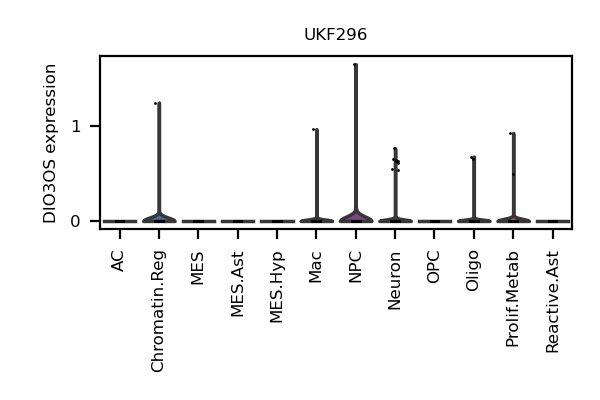 UKF296
DIO3OS expression
1
0
AC
Chromatin.Reg
MES
MES.Ast
MES.Hyp
Mac
NPC
Neuron
OPC
Oligo
Prolif.Metab
Reactive.Ast